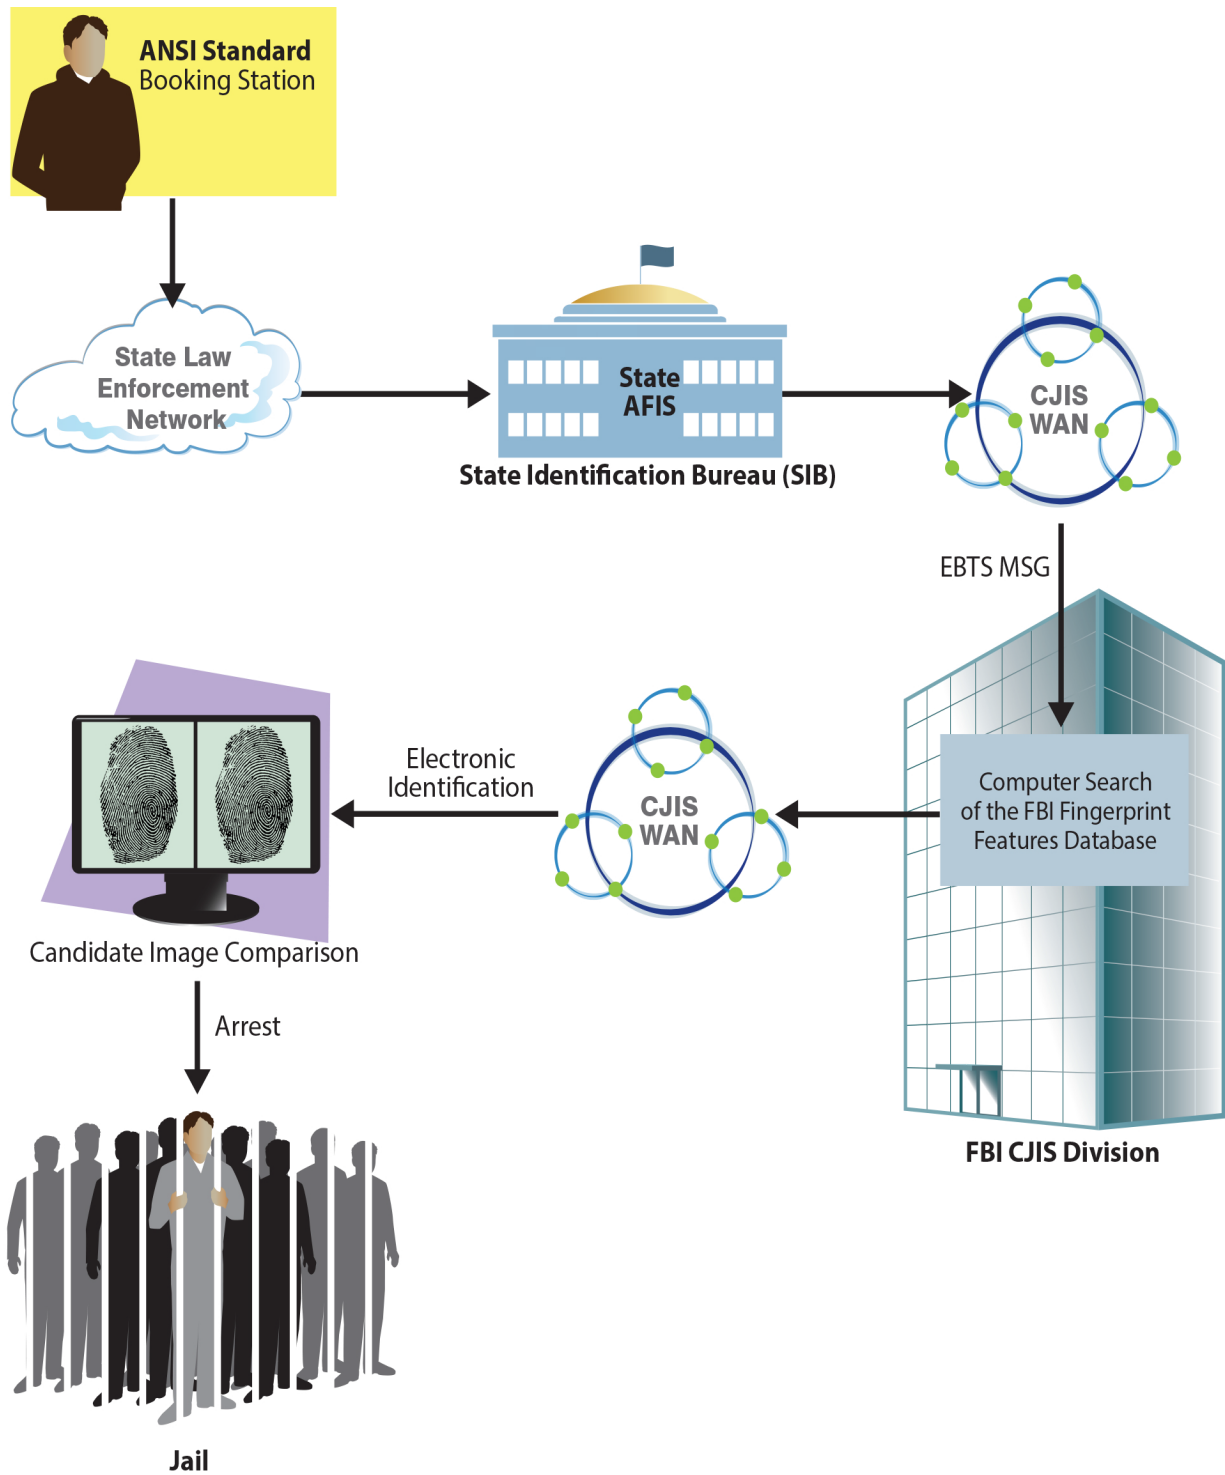 ANSI Standard
Booking Station
State Law
Enforcement
Network
State
AFIS
State Identification Bureau (SIB)
CJIS
WAN
EBTS MSG
Computer Search
of the FBI Fingerprint
Features Database
FBI CJIS Division
CJIS
WAN
Electronic
Identification
Candidate Image Comparison
Arrest
Jail